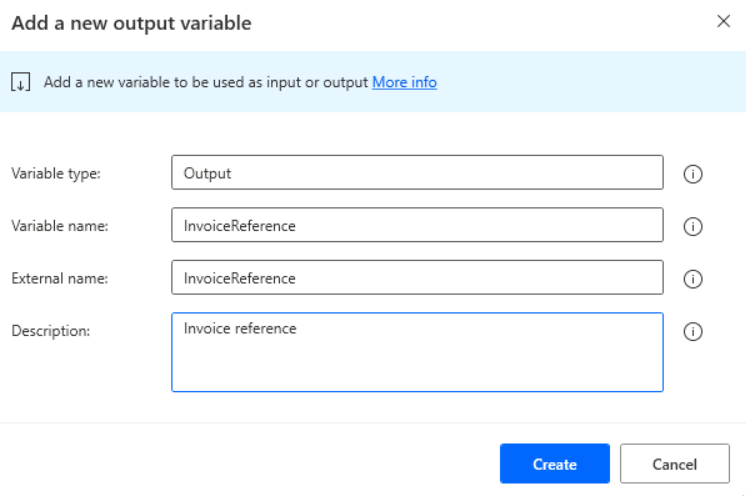 Add a new output variable
Add a new variable to be used as input or output More info
Variable type: Output
Variable name: InvoiceReference
External name: InvoiceReference
Description: Invoice reference
Create Cancel